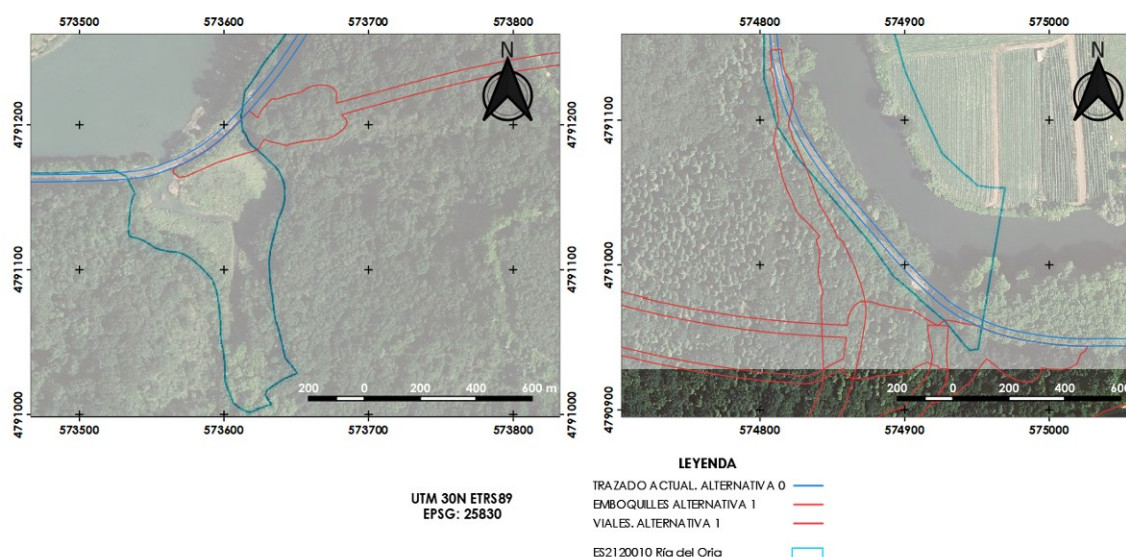 573500 573600 573700 573800
574800 574900 575000
N
N
4791200
4791200
4791100
4791100
4791100
4791100
4791000
4791000
4791000
4791000
4790900
4790900
200 0 200 400 600 m
200 0 200 400 600
573500 573600 573700 573800
574800 574900 575000
LEYENDA
TRAZADO ACTUAL. ALTERNATIVA 0
EMBOQUILLES ALTERNATIVA 1
VIALES. ALTERNATIVA 1
ES2120010 Ría del Oria
UTM 30N ETRS89
EPSG: 25830